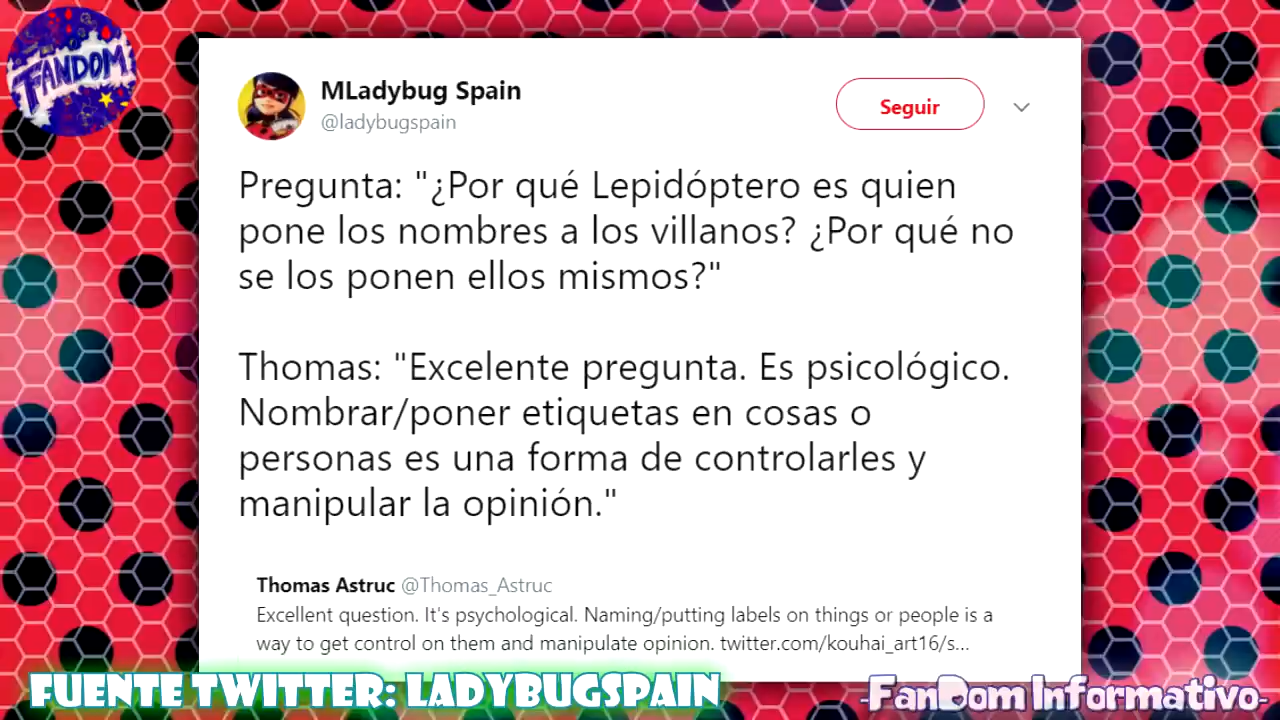 FANDOM
MLadybug Spain
@ladybugspain
Seguir
Pregunta: "¿Por qué Lepidóptero es quien
pone los nombres a los villanos? ¿Por qué no
se los ponen ellos mismos?"
Thomas: "Excelente pregunta. Es psicológico.
Nombrar/poner etiquetas en cosas o
personas es una forma de controlarles y
manipular la opinión."
Thomas Astruc @Thomas_Astruc
Excellent question. It's psychological. Naming/putting labels on things or people is a
way to get control on them and manipulate opinion. twitter.com/kouhai_art16/s...
FUENTE TWITTER: LADYBUGSPAIN
-FanDom Informativo-